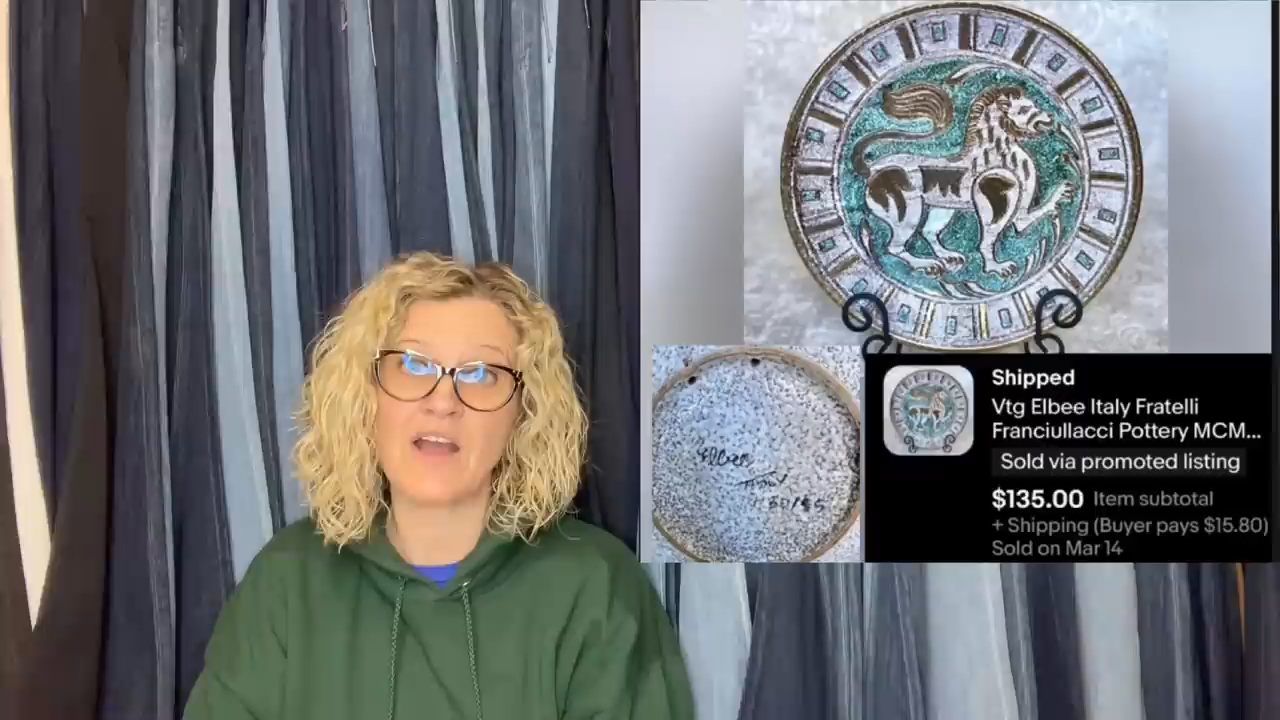 Elbee
Italy
Shipped
Vtg Elbee Italy Fratelli
Franciullacci Pottery MCM...
Sold via promoted listing
$135.00 Item subtotal
+ Shipping (Buyer pays $15.80)
Sold on Mar 14